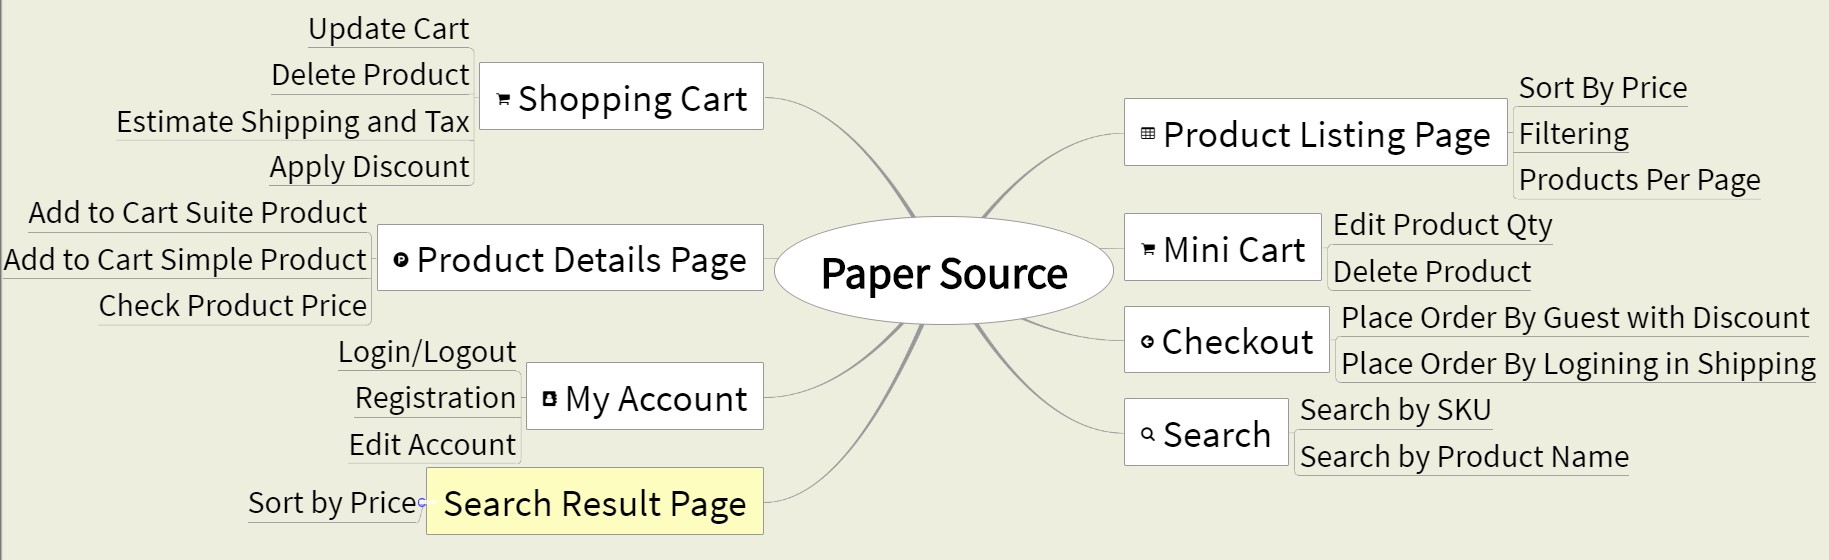 Update Cart
Delete Product
Estimate Shipping and Tax
Apply Discount
Shopping Cart
Add to Cart Suite Product
Add to Cart Simple Product
Check Product Price
Product Details Page
Login/Logout
Registration
Edit Account
My Account
Sort by Price
Search Result Page
Paper Source
Product Listing Page
Sort By Price
Filtering
Products Per Page
Mini Cart
Edit Product Qty
Delete Product
Checkout
Place Order By Guest with Discount
Place Order By Logining in Shipping
Search
Search by SKU
Search by Product Name